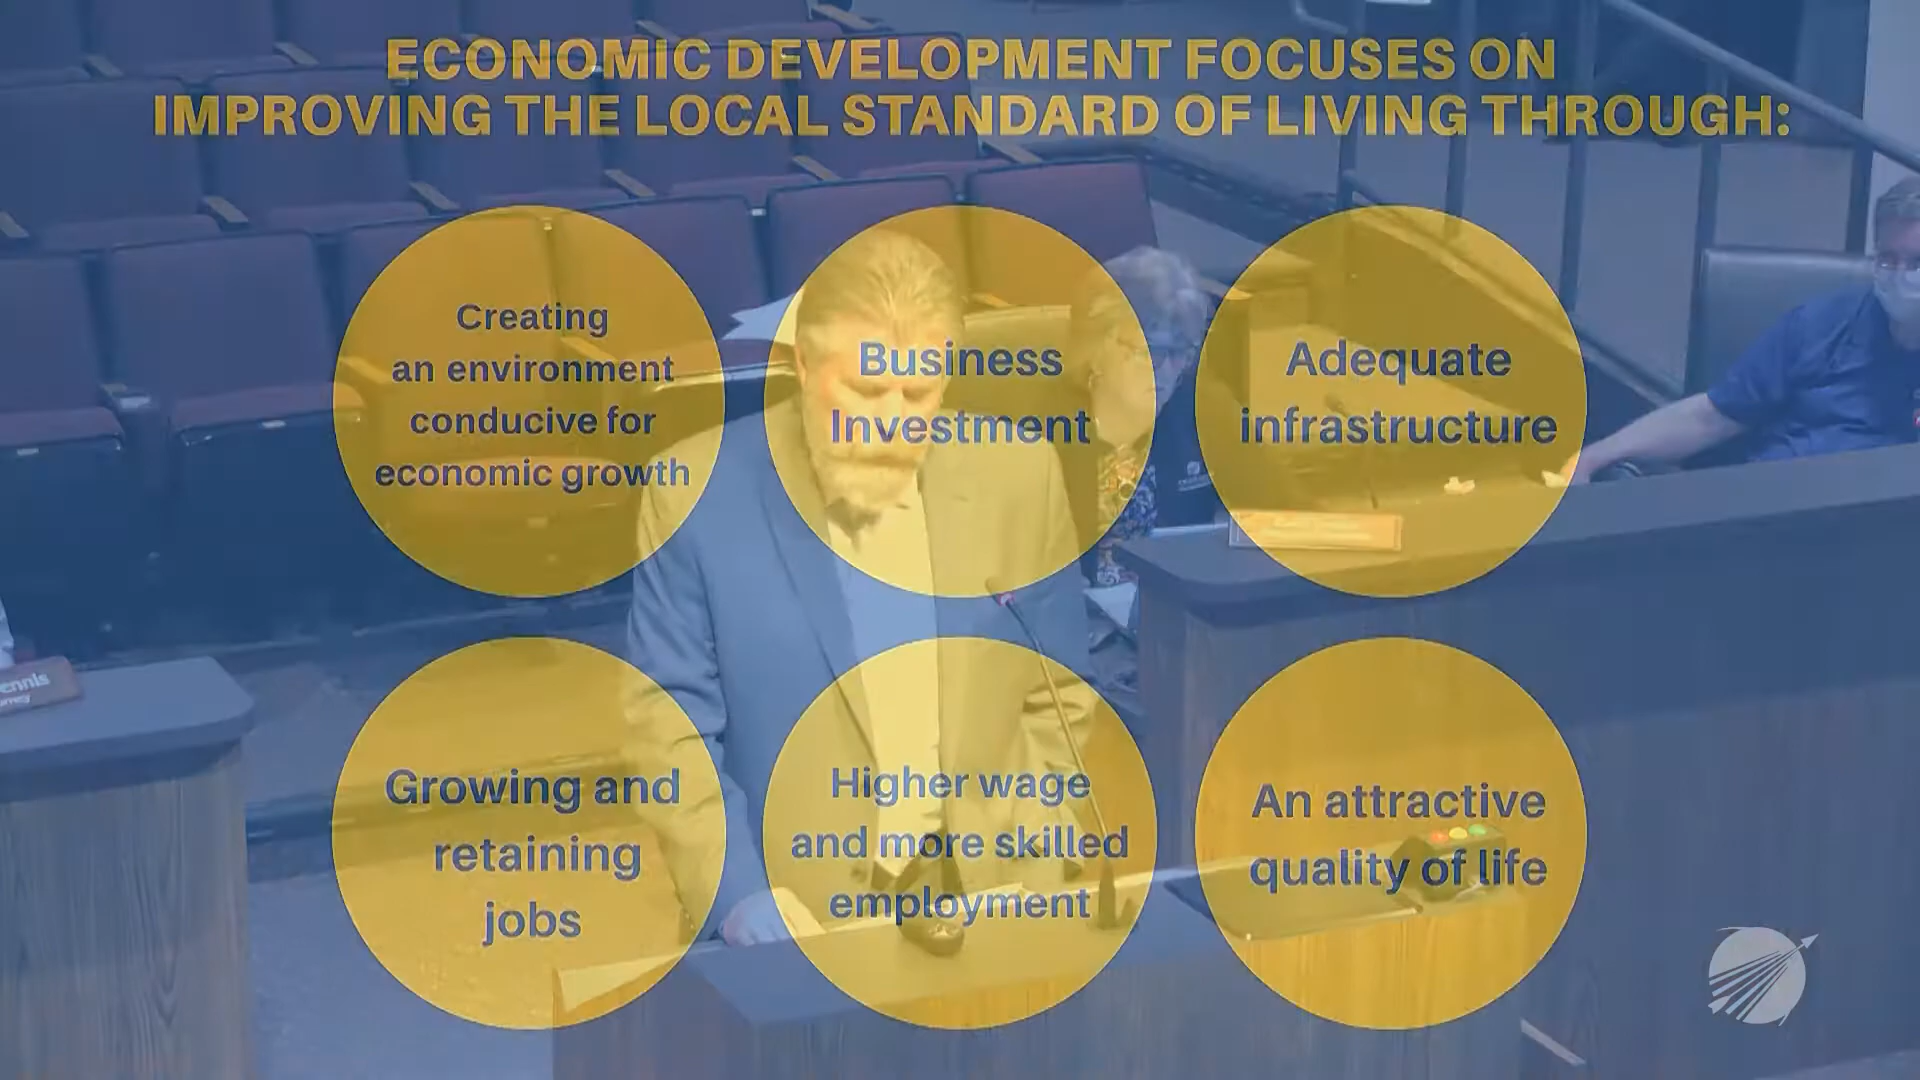 ECONOMIC DEVELOPMENT FOCUSES ON
IMPROVING THE LOCAL STANDARD OF LIVING THROUGH:
Creating
an environment
conducive for
economic growth
Business
Investment
Adequate
infrastructure
Growing and
retaining
jobs
Higher wage
and more skilled
employment
An attractive
quality of life